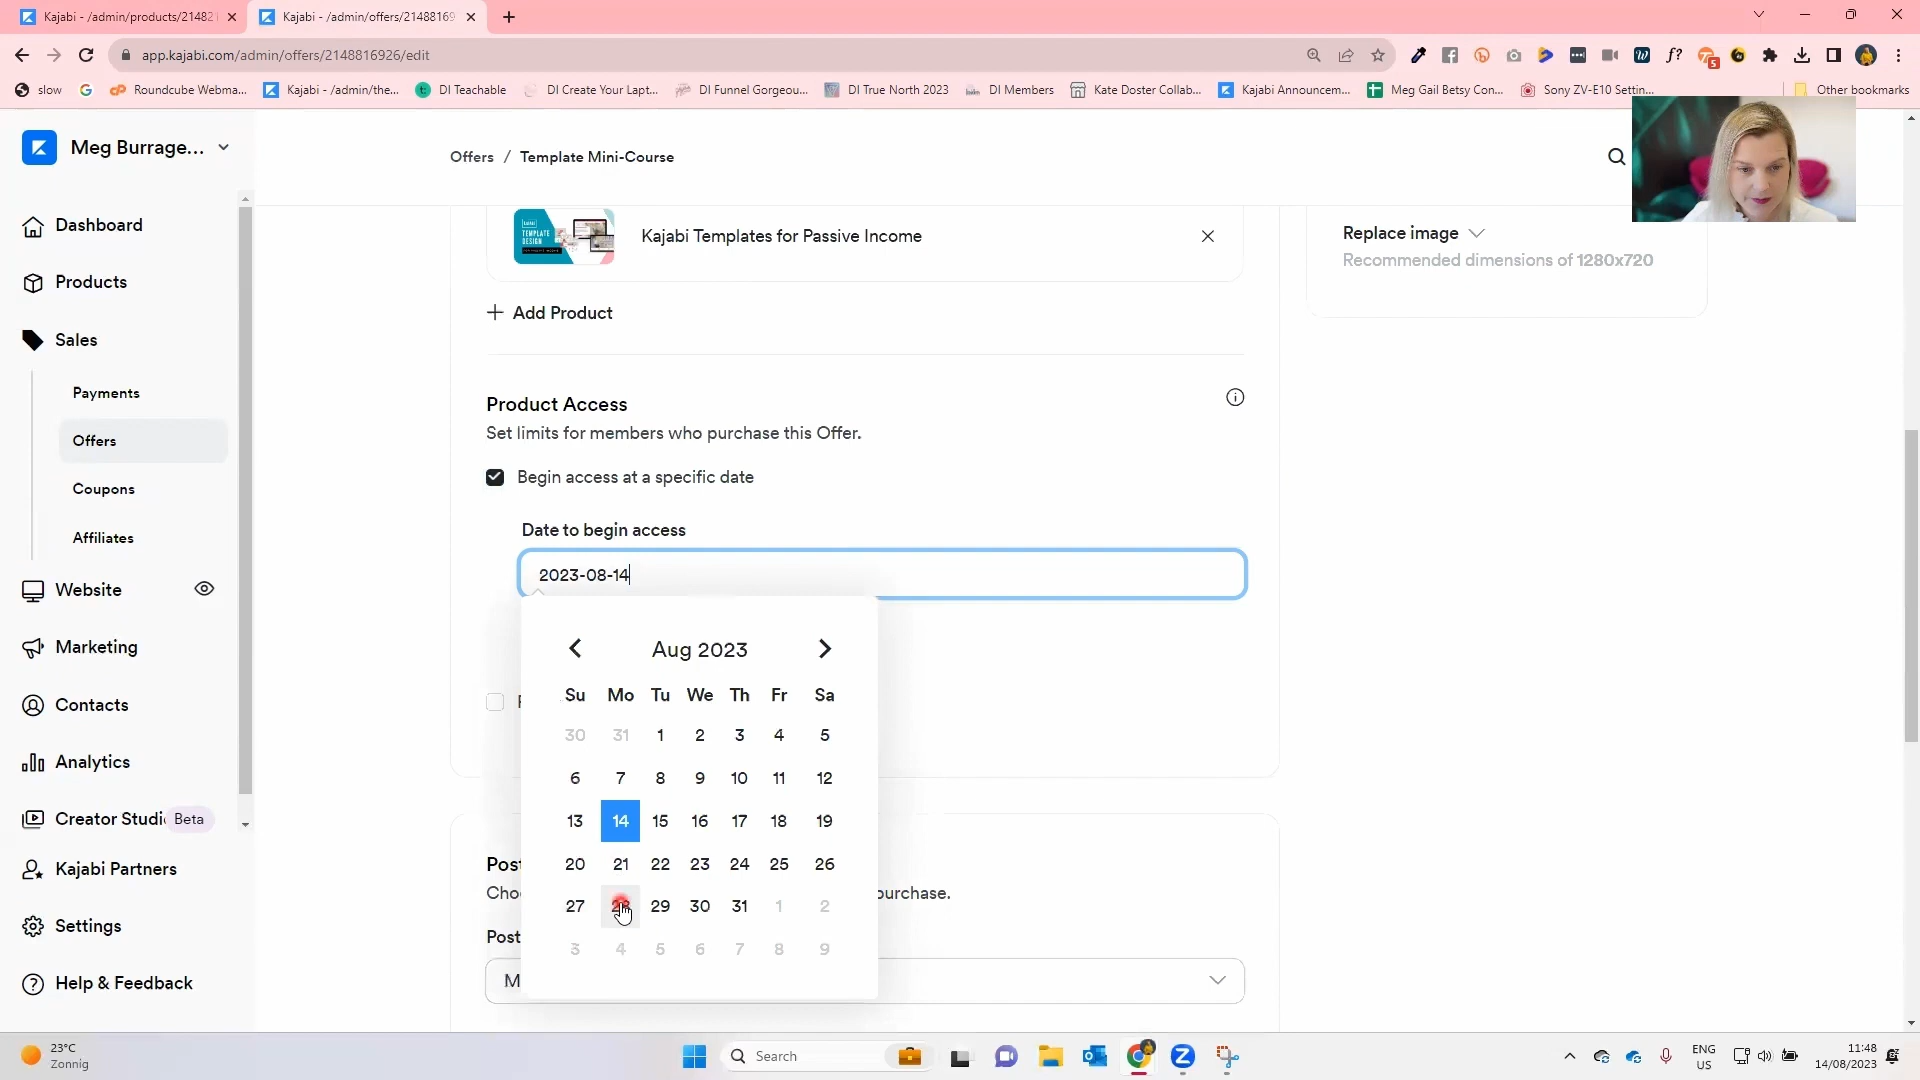 Kajabi - /admin/products/21482
Kajabi - /admin/offers/21488169
app.kajabi.com/admin/offers/2148816926/edit
5
slow
Roundcube Webma...
Kajabi - /admin/the...
DI Teachable
DI Create Your Lapt...
DI Funnel Gorgeou...
DI True North 2023
DI Members
Kate Doster Collab...
Kajabi Announcem...
Meg Gail Betsy Con...
Sony ZV-E10 Settin...
Other bookmarks
Meg Burrage...
Dashboard
Products
Sales
Payments
Offers
Coupons
Affiliates
Website
Marketing
Contacts
Analytics
Creator Studi
Beta
Kajabi Partners
Settings
Help & Feedback
Offers / Template Mini-Course
TEMPLATE
DESIGN
Kajabi Templates for Passive Income
Add Product
Product Access
Set limits for members who purchase this Offer.
Begin access at a specific date
Date to begin access
2023-08-14
Aug 2023
Su Mo Tu We Th Fr Sa
30 31 1 2 3 4 5
6 7 8 9 10 11 12
13 14 15 16 17 18 19
20 21 22 23 24 25 26
27 28 29 30 31 1 2
3 4 5 6 7 8 9
Post
Cho
purchase.
Post
M
Replace image
Recommended dimensions of 1280x720
23°C
Zonnig
Search
ENG
US
11:48
14/08/2023